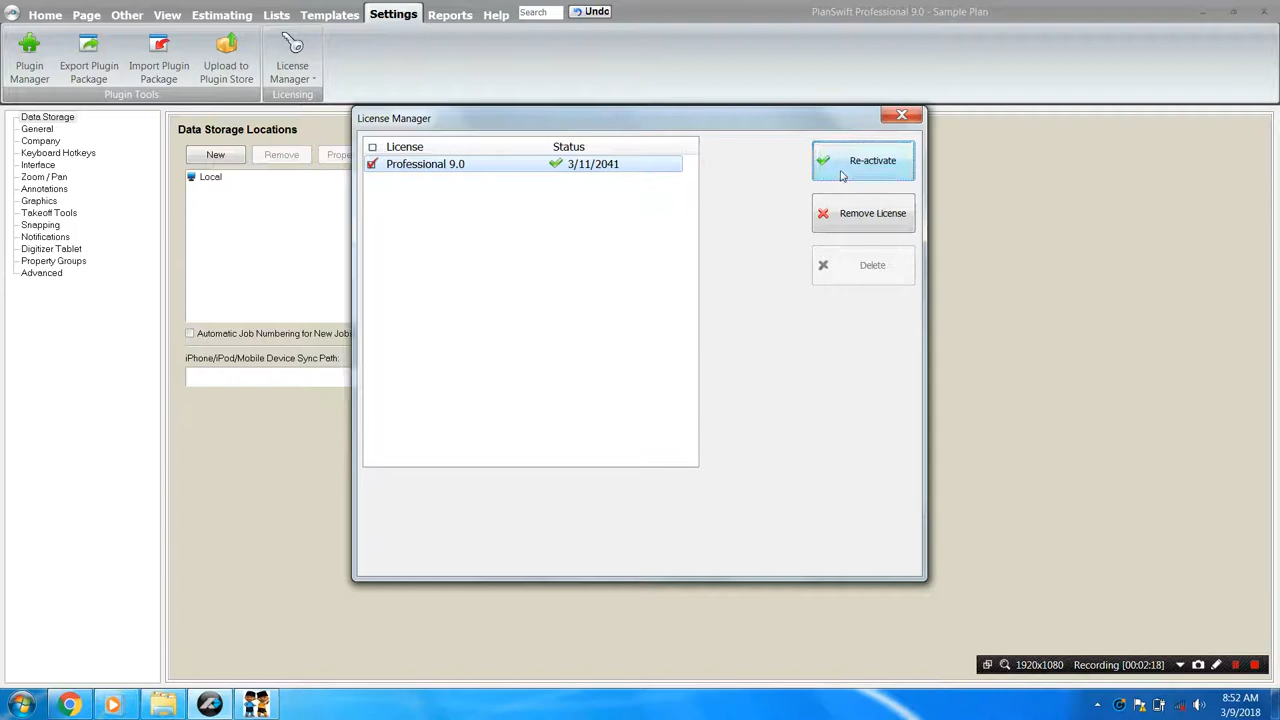 Home Page Other View Estimating Lists Templates Settings Reports Help Search Undo PlanSwift Professional 9.0 - Sample Plan
Plugin Manager
Export Plugin Package
Import Plugin Package
Upload to Plugin Store
License Manager
Plugin Tools
Licensing
Data Storage
General
Company
Keyboard Hotkeys
Interface
Zoom / Pan
Annotations
Graphics
Takeoff Tools
Snapping
Notifications
Digitizer Tablet
Property Groups
Advanced
Data Storage Locations
New Remove Prope
Local
Automatic Job Numbering for New Jobs
iPhone/iPod/Mobile Device Sync Path:
License Manager
License Status
Professional 9.0 3/11/2041
Re-activate
Remove License
Delete
1920x1080 Recording [00:02:18]
8:52 AM
3/9/2018